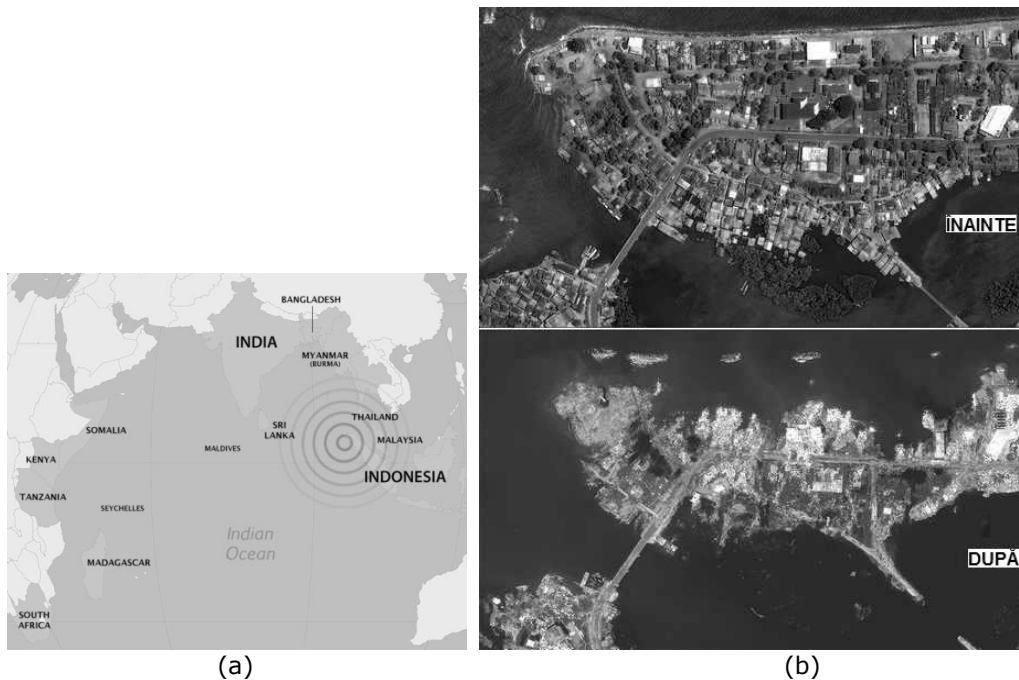 BANGLADESH
INDIA
MYANMAR
(BURMA)
THAILAND
SRI
LANKA
MALAYSIA
SOMALIA
MALDIVES
KENYA
INDONESIA
TANZANIA
SEYCHELLES
Indian
Ocean
MADAGASCAR
SOUTH
AFRICA
(a)
ÎNAINTE
DUPĂ
(b)